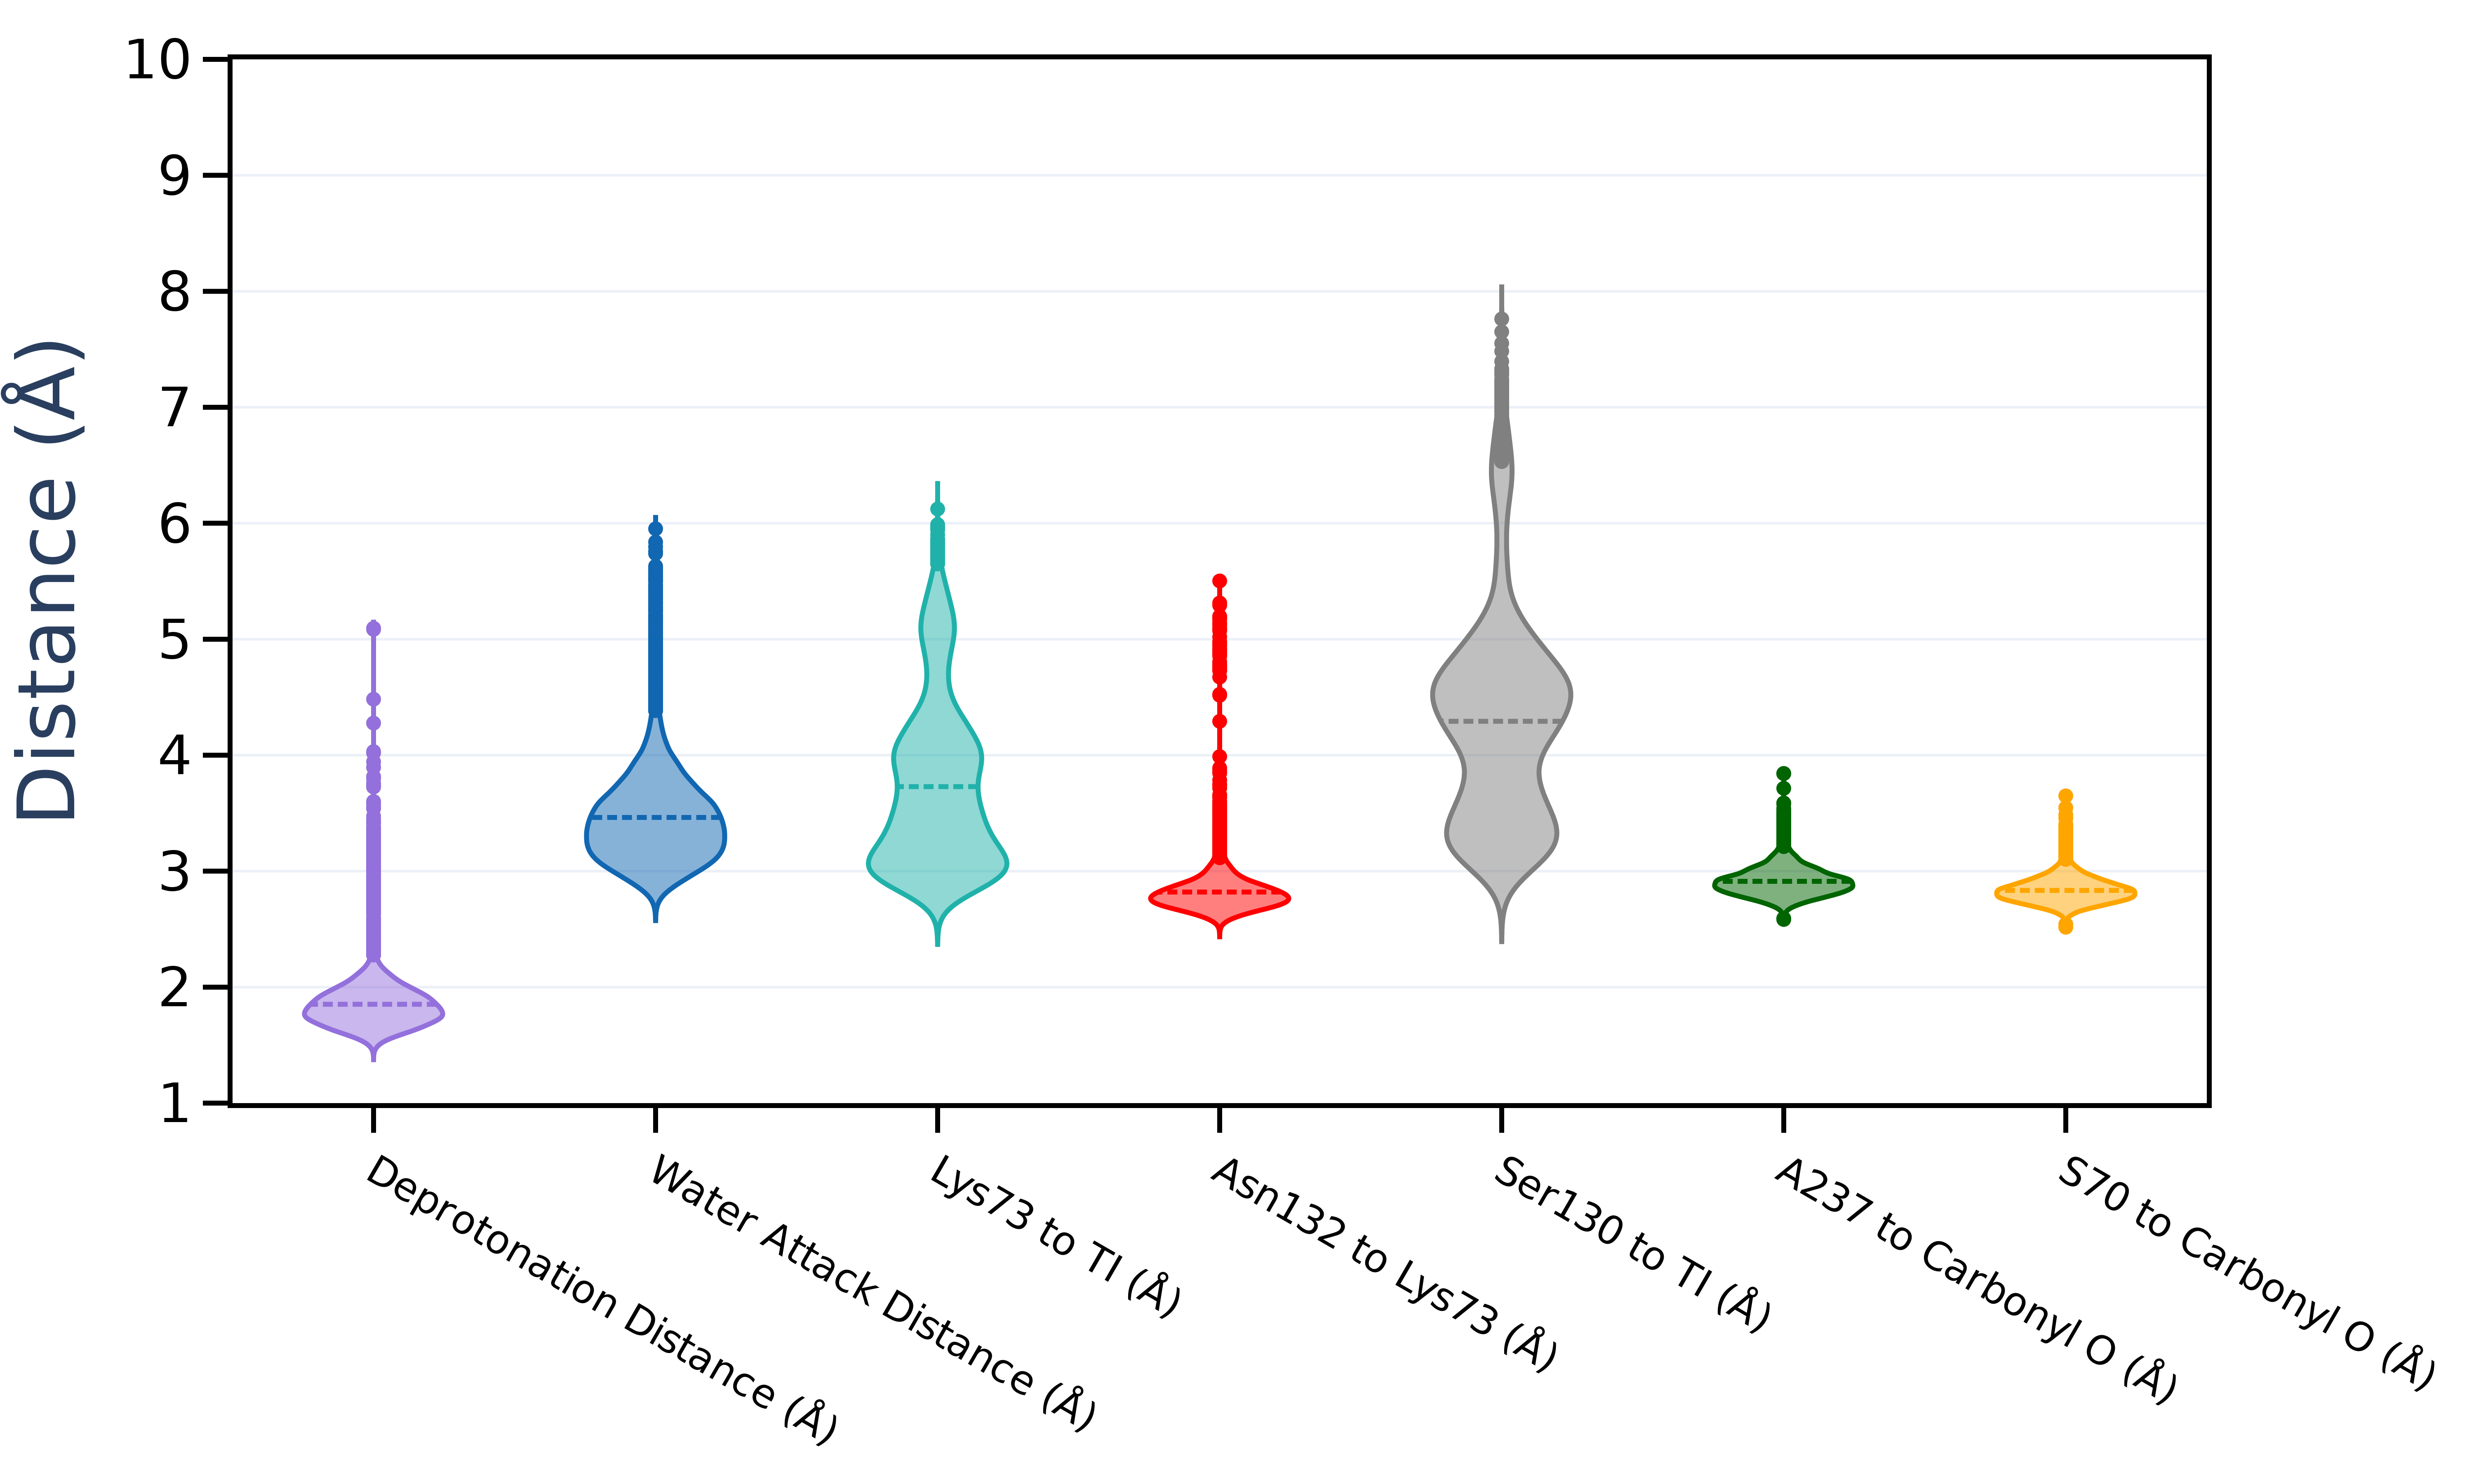 Distance (Å)
10
9
8
7
6
5
4
3
2
1
Deprotonation Distance (Å)
Water Attack Distance (Å)
Lys73 to TI (Å)
Asn132 to Lys73 (Å)
Ser130 to TI (Å)
A237 to Carbonyl O (Å)
S70 to Carbonyl O (Å)